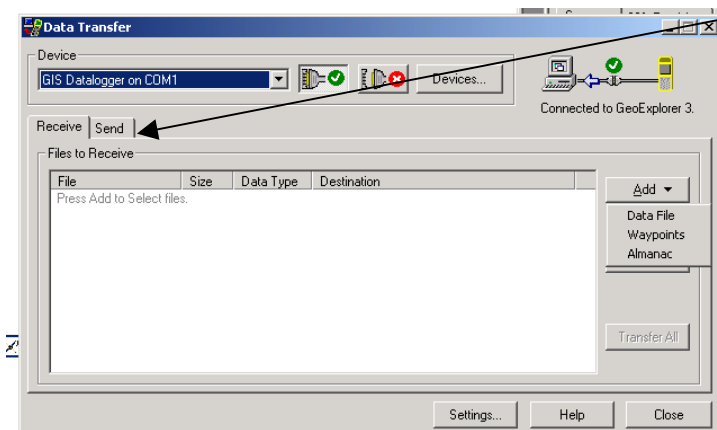 Data Transfer
Device
GIS Datalogger on COM1
Devices...
Connected to GeoExplorer 3.
Receive
Send
Files to Receive
File Size Data Type Destination
Press Add to Select files.
Add
Data File
Waypoints
Almanac
Transfer All
Settings... Help Close